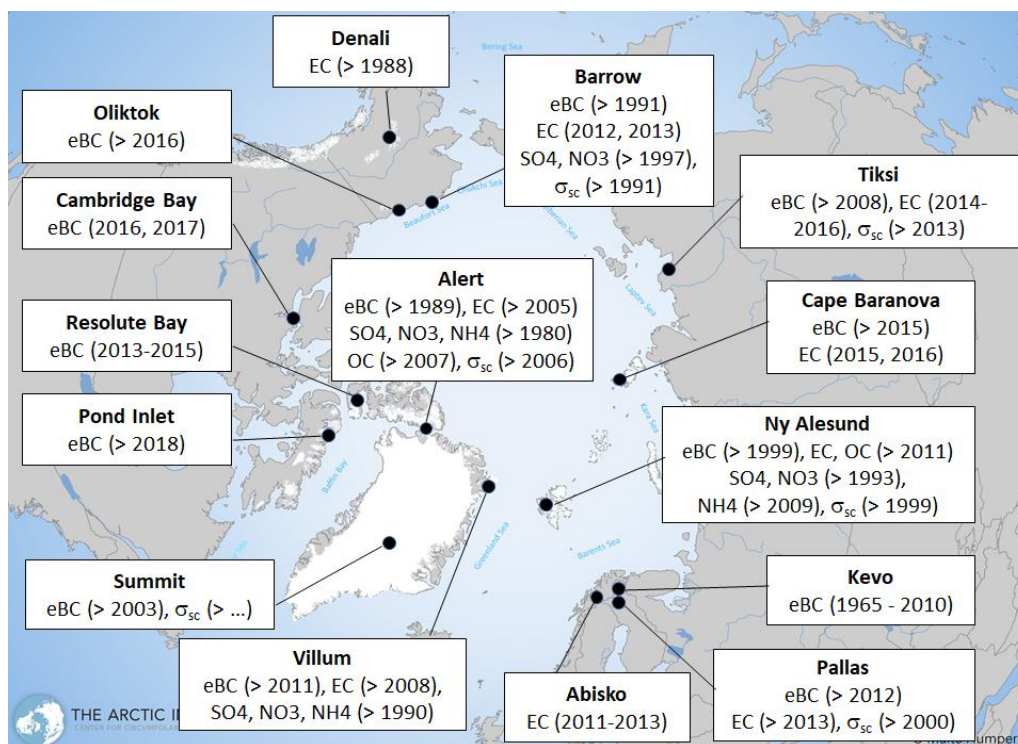 Denali
EC (> 1988)
Bering Sea
Barrow
eBC (> 1991)
EC (2012, 2013)
SO4, NO3 (> 1997),
σsc (> 1991)
Oliktok
eBC (> 2016)
Tiksi
eBC (> 2008), EC (2014-
2016), σsc (> 2013)
Cambridge Bay
eBC (2016, 2017)
Chukchi Sea
Beaufort Sea
Siberian Sea
Laptev Sea
Alert
eBC (> 1989), EC (> 2005)
SO4, NO3, NH4 (> 1980)
OC (> 2007), σsc (> 2006)
Cape Baranova
eBC (> 2015)
EC (2015, 2016)
Resolute Bay
eBC (2013-2015)
Pond Inlet
eBC (> 2018)
Kara Sea
Ny Alesund
eBC (> 1999), EC, OC (> 2011)
SO4, NO3 (> 1993),
NH4 (> 2009), σsc (> 1999)
Baffin Bay
Greenland Sea
Barents Sea
Summit
eBC (> 2003), σsc (> ...)
Kevo
eBC (1965 - 2010)
Villum
eBC (> 2011), EC (> 2008),
SO4, NO3, NH4 (> 1990)
Abisko
EC (2011-2013)
Pallas
eBC (> 2012)
EC (> 2013), σsc (> 2000)
THE ARCTIC
CENTER FOR